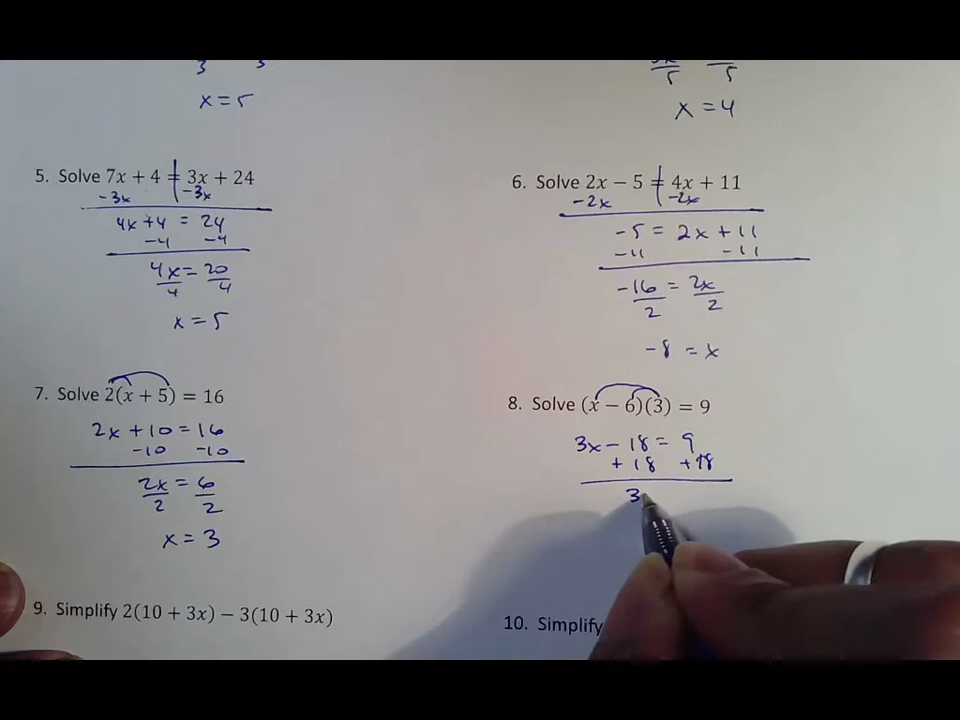 3 3
x = 5
3x/5 /5
x = 4
5. Solve 7x + 4 = 3x + 24
-3x -3x
4x + 4 = 24
-4 -4
4x/4 = 20/4
x = 5
6. Solve 2x − 5 = 4x + 11
-2x -2x
-5 = 2x + 11
-11 -11
-16/2 = 2x/2
-8 = x
7. Solve 2(x + 5) = 16
2x + 10 = 16
-10 -10
2x/2 = 6/2
x = 3
8. Solve (x − 6)(3) = 9
3x - 18 = 9
+ 18 +18
3
9. Simplify 2(10 + 3x) − 3(10 + 3x)
10. Simplify